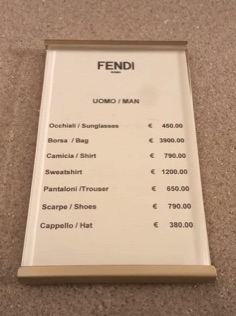 FENDI
ROMA
UOMO / MAN
Occhiali / Sunglasses € 450.00
Borsa / Bag € 3900.00
Camicia / Shirt € 790.00
Sweatshirt € 1200.00
Pantaloni /Trouser € 650.00
Scarpe / Shoes € 790.00
Cappello / Hat € 380.00